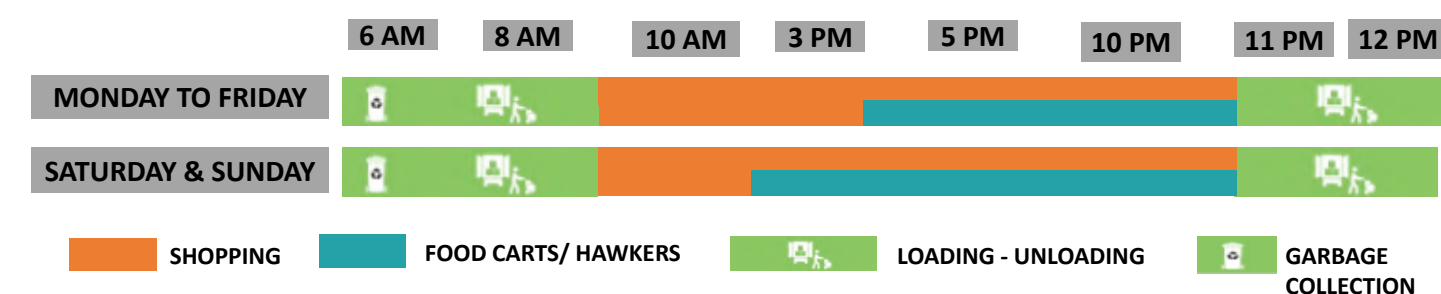 6 AM 8 AM 10 AM 3 PM 5 PM 10 PM 11 PM 12 PM
MONDAY TO FRIDAY
SATURDAY & SUNDAY
SHOPPING FOOD CARTS/ HAWKERS LOADING - UNLOADING GARBAGE
COLLECTION